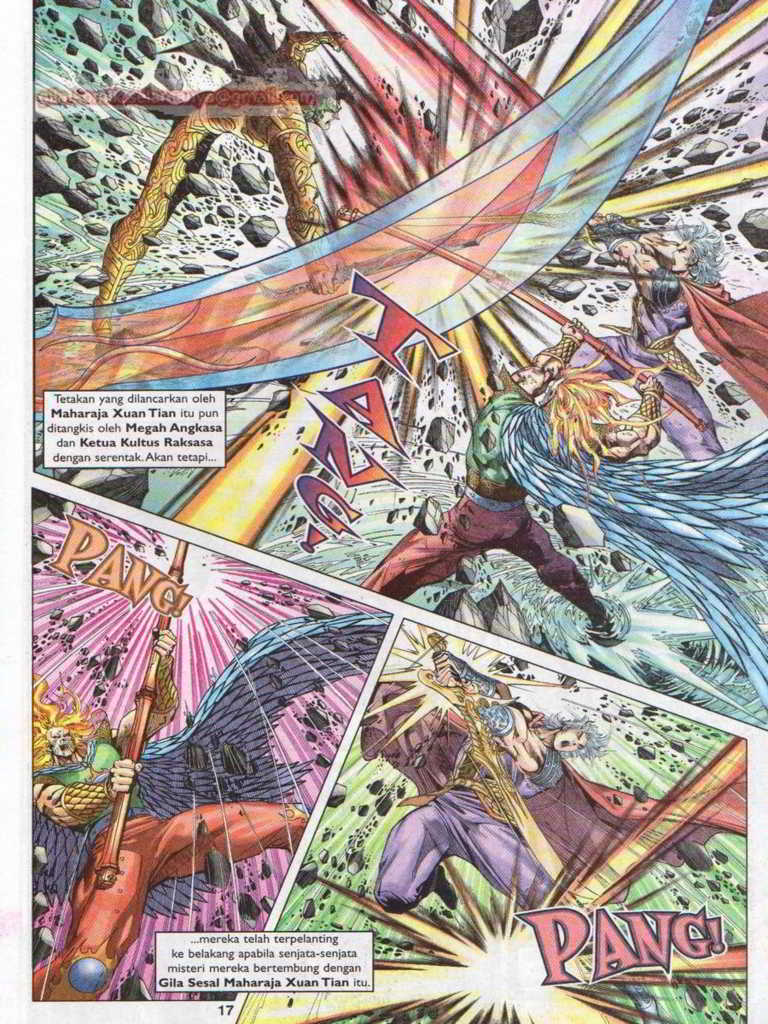 Tetakan yang dilancarkan oleh
Maharaja Xuan Tian itu pun
ditangkis oleh Megah Angkasa
dan Ketua Kultus Raksasa
dengan serentak. Akan tetapi...
PANG!
...mereka telah terpelanting
ke belakang apabila senjata-senjata
misteri mereka bertembung dengan
Gila Sesal Maharaja Xuan Tian itu.
PANG!
17